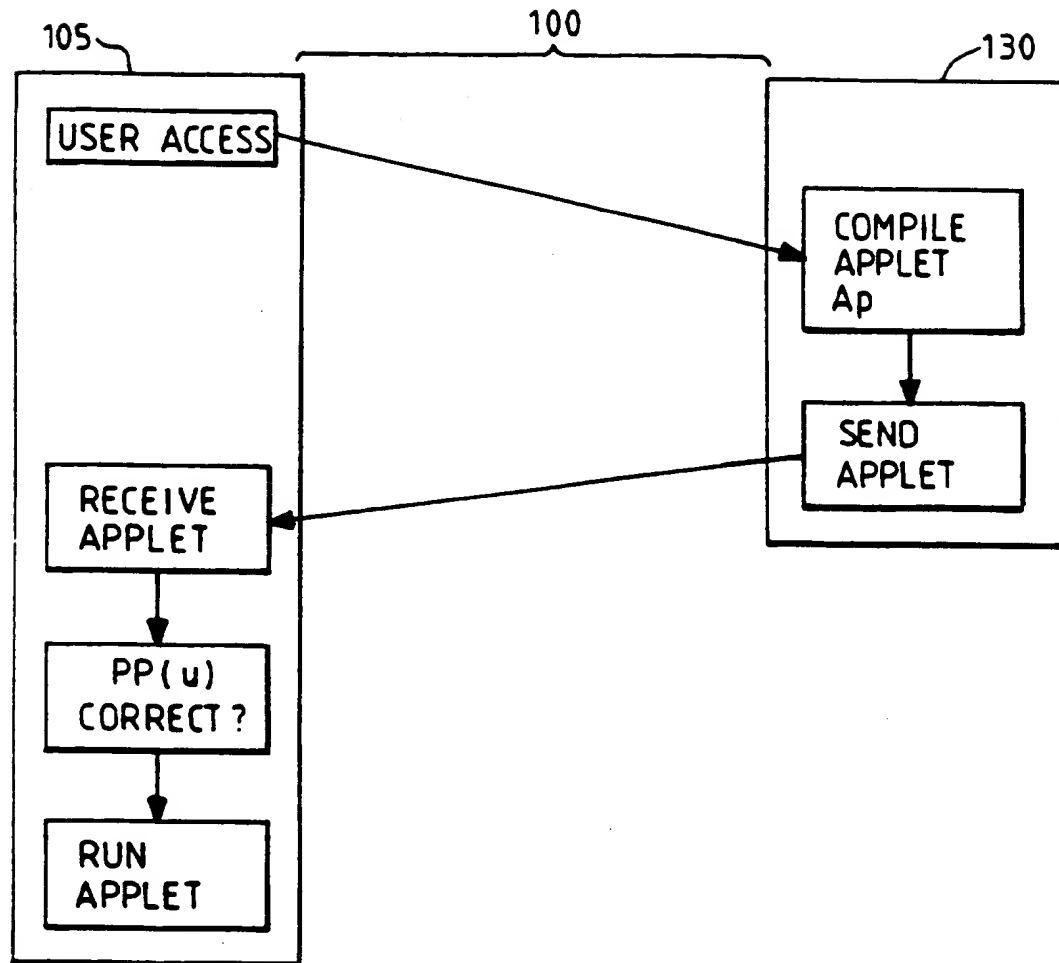 105
100
130
USER ACCESS
COMPILE
APPLET
Ap
SEND
APPLET
RECEIVE
APPLET
PP(u)
CORRECT?
RUN
APPLET